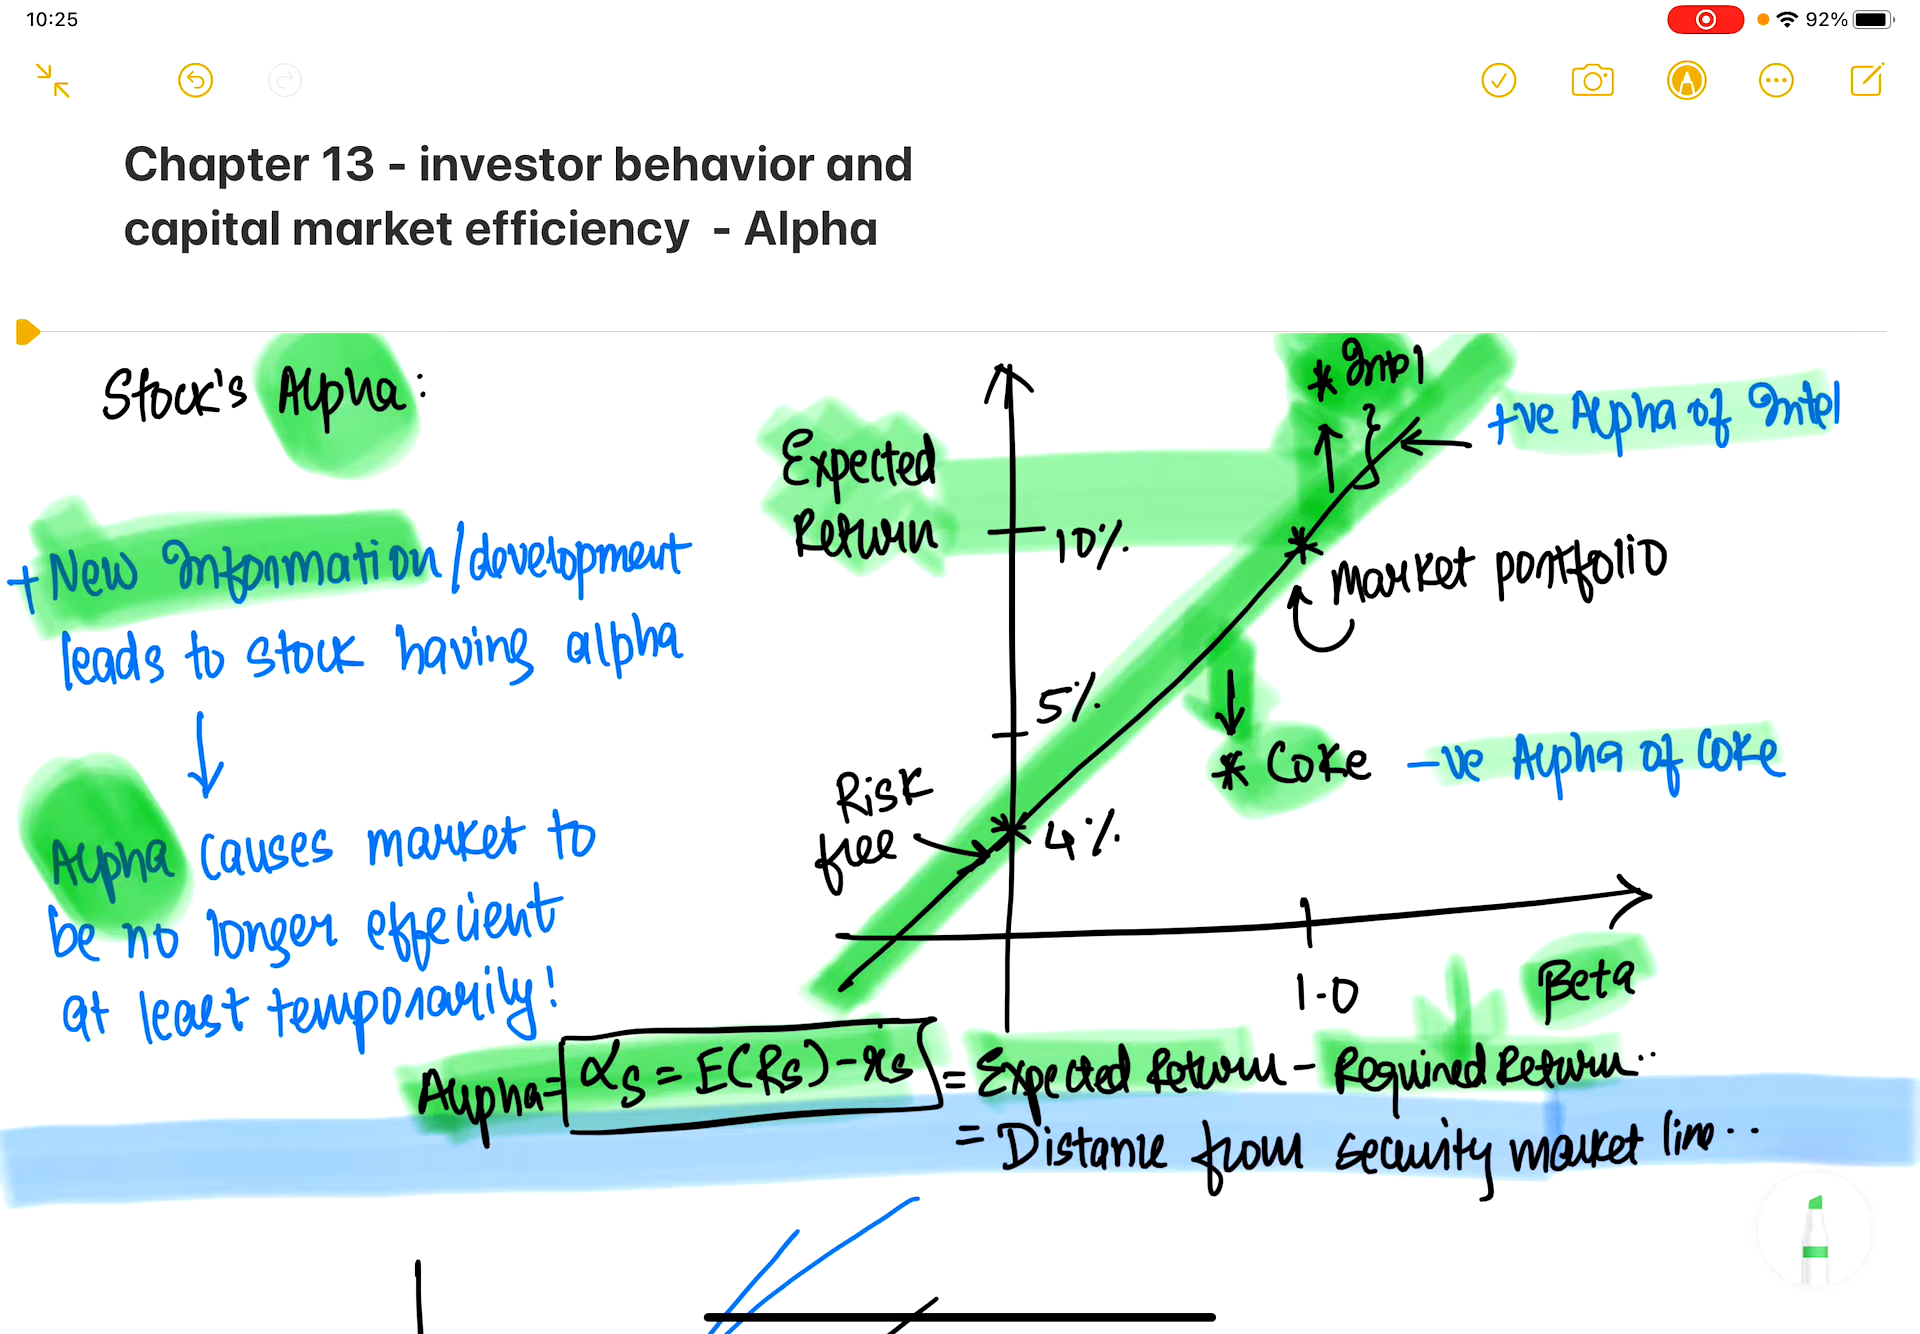 10:25
92%
Chapter 13 - investor behavior and
capital market efficiency - Alpha
Stock's Alpha:
+ New Information/development
leads to stock having alpha
Alpha causes market to
be no longer effecient
at least temporarily!
Expected
Return
10%.
5%.
4%.
Risk
free
* Intel
+ve Alpha of Intel
Market portfolio
* Coke
-ve Alpha of Coke
1.0
Beta
Alpha = αs = E(Rs) - rs = Expected Return - Required Return..
= Distance from security market line..